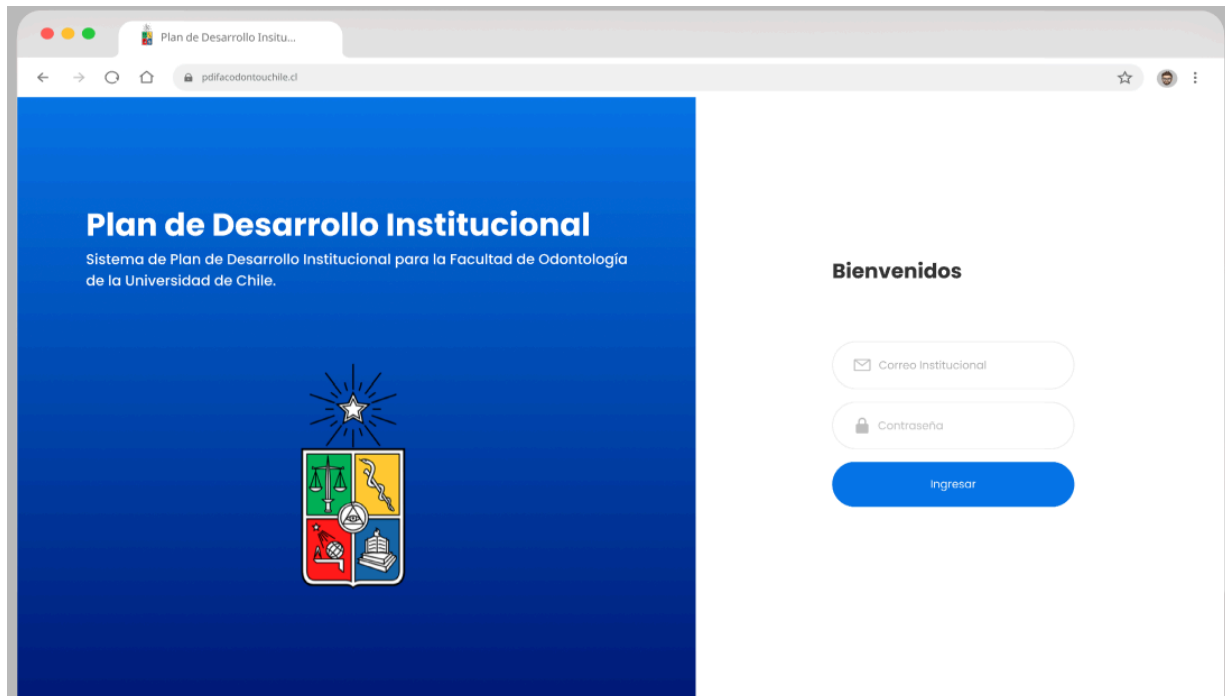 Plan de Desarrollo Insitu...
pdifacodontouchile.cl
Plan de Desarrollo Institucional
Sistema de Plan de Desarrollo Institucional para la Facultad de Odontología
de la Universidad de Chile.
Bienvenidos
Correo Institucional
Contraseña
Ingresar